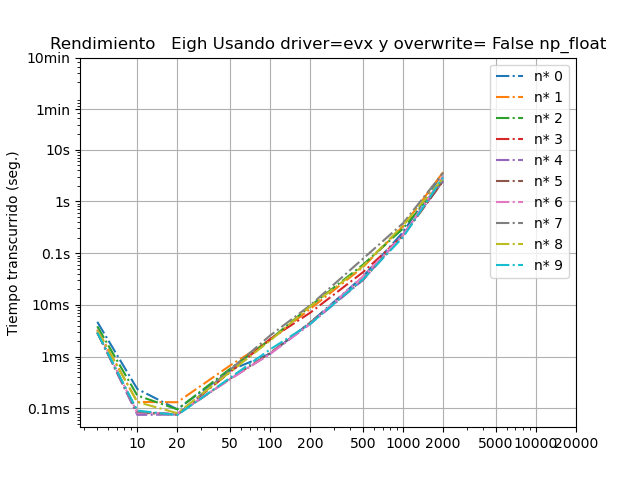 Rendimiento   Eigh Usando driver=evx y overwrite= False np_float
10min
1min
10s
1s
0.1s
10ms
1ms
0.1ms
Tiempo transcurrido (seg.)
n* 0
n* 1
n* 2
n* 3
n* 4
n* 5
n* 6
n* 7
n* 8
n* 9
10 20 50 100 200 500 1000 2000 5000 10000 20000